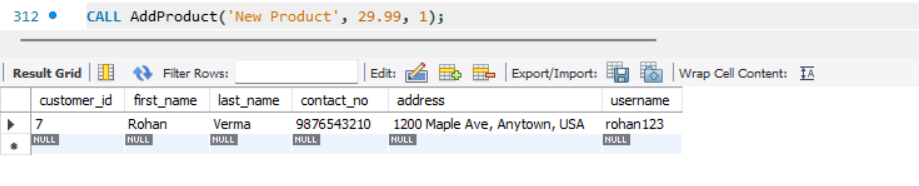 312 CALL AddProduct('New Product', 29.99, 1);
Result Grid Filter Rows: Edit: Export/Import: Wrap Cell Content: IA
customer_id first_name last_name contact_no address username
7 Rohan Verma 9876543210 1200 Maple Ave, Anytown, USA rohan123
NULL NULL NULL NULL NULL NULL